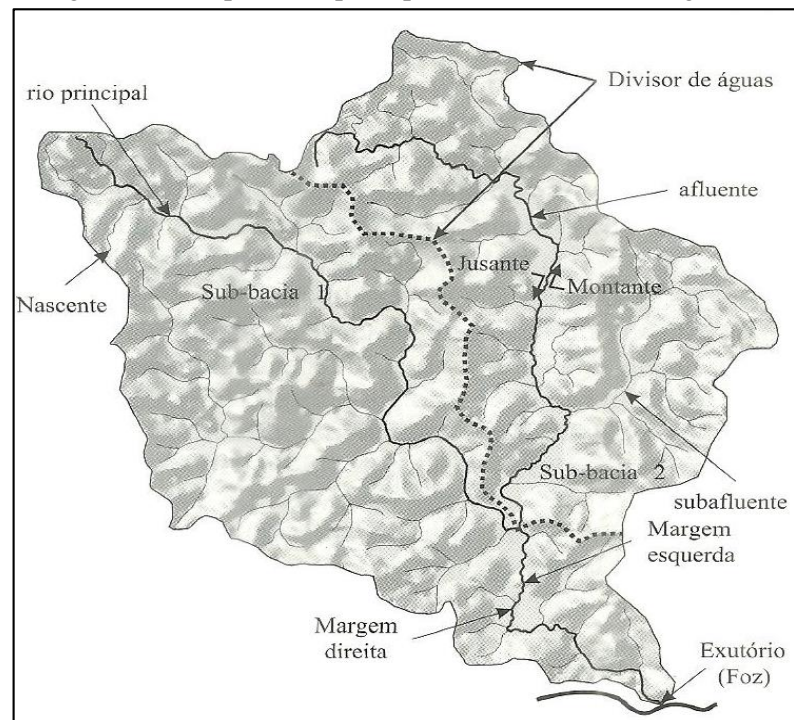 rio principal
Divisor de águas
afluente
Jusante
Montante
Nascente
Sub-bacia 1
Sub-bacia 2
subafluente
Margem
esquerda
Margem
direita
Exutório
(Foz)